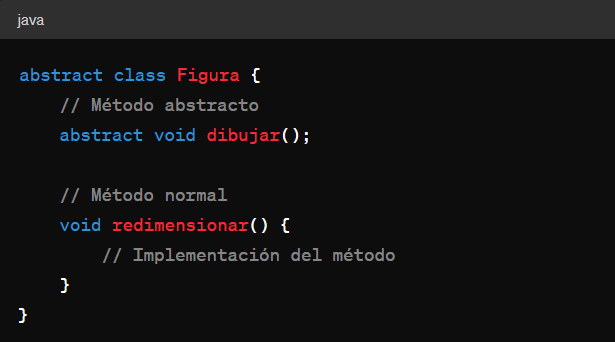 java
abstract class Figura {
// Método abstracto
abstract void dibujar();
// Método normal
void redimensionar() {
// Implementación del método
}
}